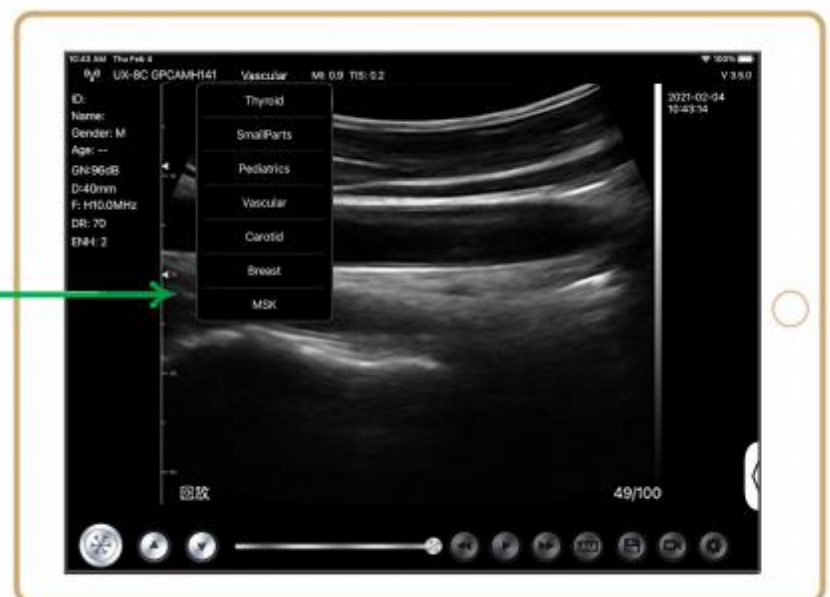 10:43 AM Thu Feb 4
100%
UX-8C GPCAMH141 Vascular MI: 0.9 TIS: 0.2
V 3.5.0
ID:
Name:
Gender: M
Age: --
GN:96dB
D:40mm
F: H10.0MHz
DR: 70
ENH: 2
Thyroid
SmallParts
Pediatrics
Vascular
Carotid
Breast
MSK
2021-02-04
10:43:14
回放
49/100